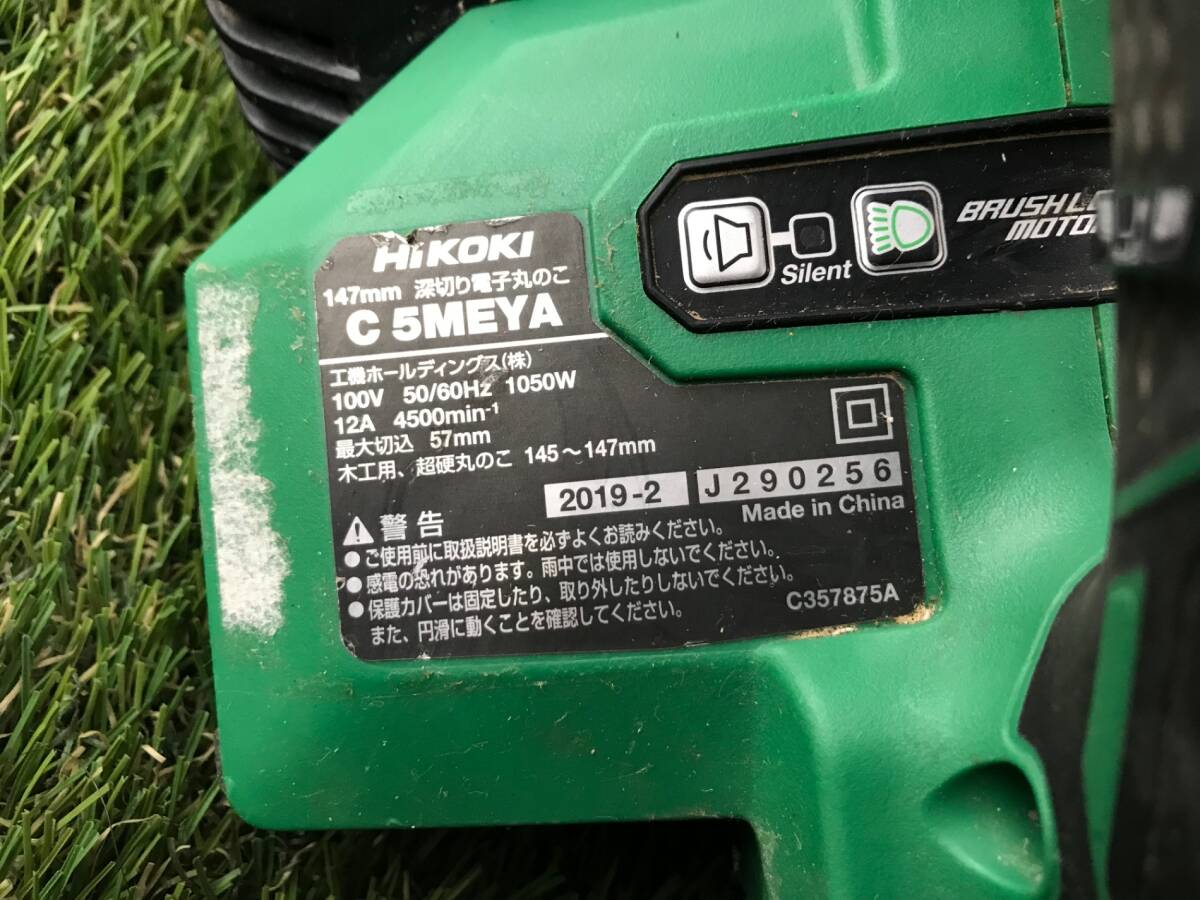 HiKOKI
147mm 深切り電子丸のこ
C 5MEYA
工機ホールディングス(株)
100V 50/60Hz 1050W
12A 4500min-1
最大切込 57mm
木工用、超硬丸のこ 145～147mm
2019-2 J290256
Made in China
警告
●ご使用前に取扱説明書を必ずよくお読みください。
●感電の恐れがあります。雨中では使用しないでください。
●保護カバーは固定したり、取り外したりしないでください。
また、円滑に動くことを確認してください。
C357875A
Silent
MOTOR